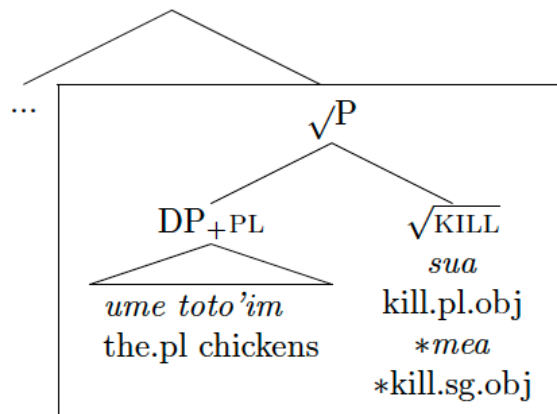 ...
√P
DP+PL √KILL
ume toto'im sua
the.pl chickens kill.pl.obj
*mea
*kill.sg.obj